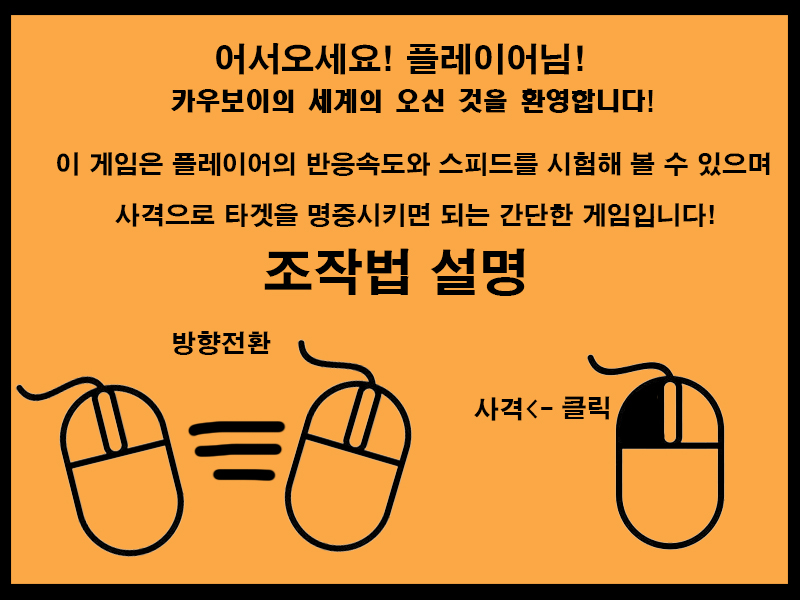 어서오세요! 플레이어님!
카우보이의 세계의 오신 것을 환영합니다!
이 게임은 플레이어의 반응속도와 스피드를 시험해 볼 수 있으며
사격으로 타겟을 명중시키면 되는 간단한 게임입니다!
조작법 설명
방향전환
사격<- 클릭